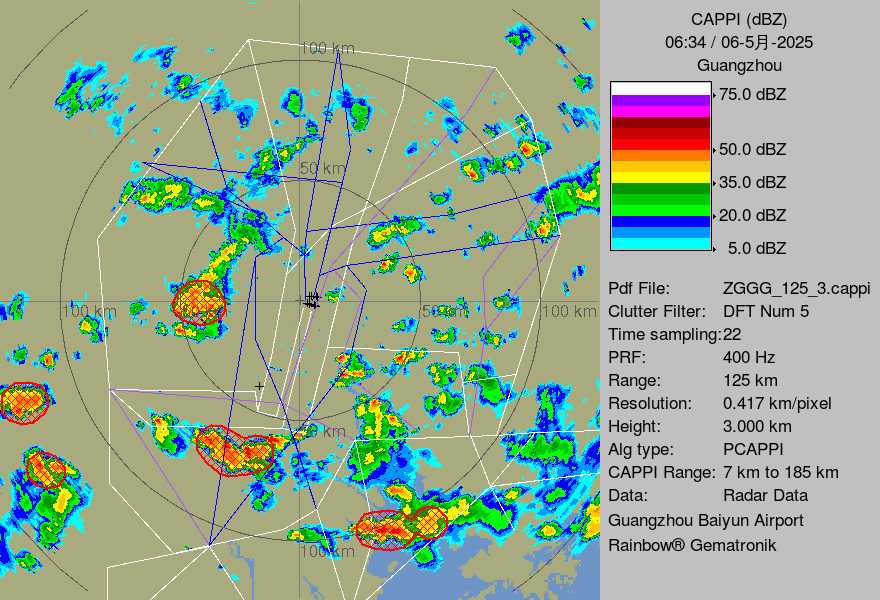 CAPPI (dBZ)
06:34 / 06-5月-2025
Guangzhou
75.0 dBZ
50.0 dBZ
35.0 dBZ
20.0 dBZ
5.0 dBZ
Pdf File: ZGGG_125_3.cappi
Clutter Filter: DFT Num 5
Time sampling:22
PRF: 400 Hz
Range: 125 km
Resolution: 0.417 km/pixel
Height: 3.000 km
Alg type: PCAPPI
CAPPI Range: 7 km to 185 km
Data: Radar Data
Guangzhou Baiyun Airport
Rainbow® Gematronik
100 km
50 km
100 km
50 km
100 km
50 km
100 km